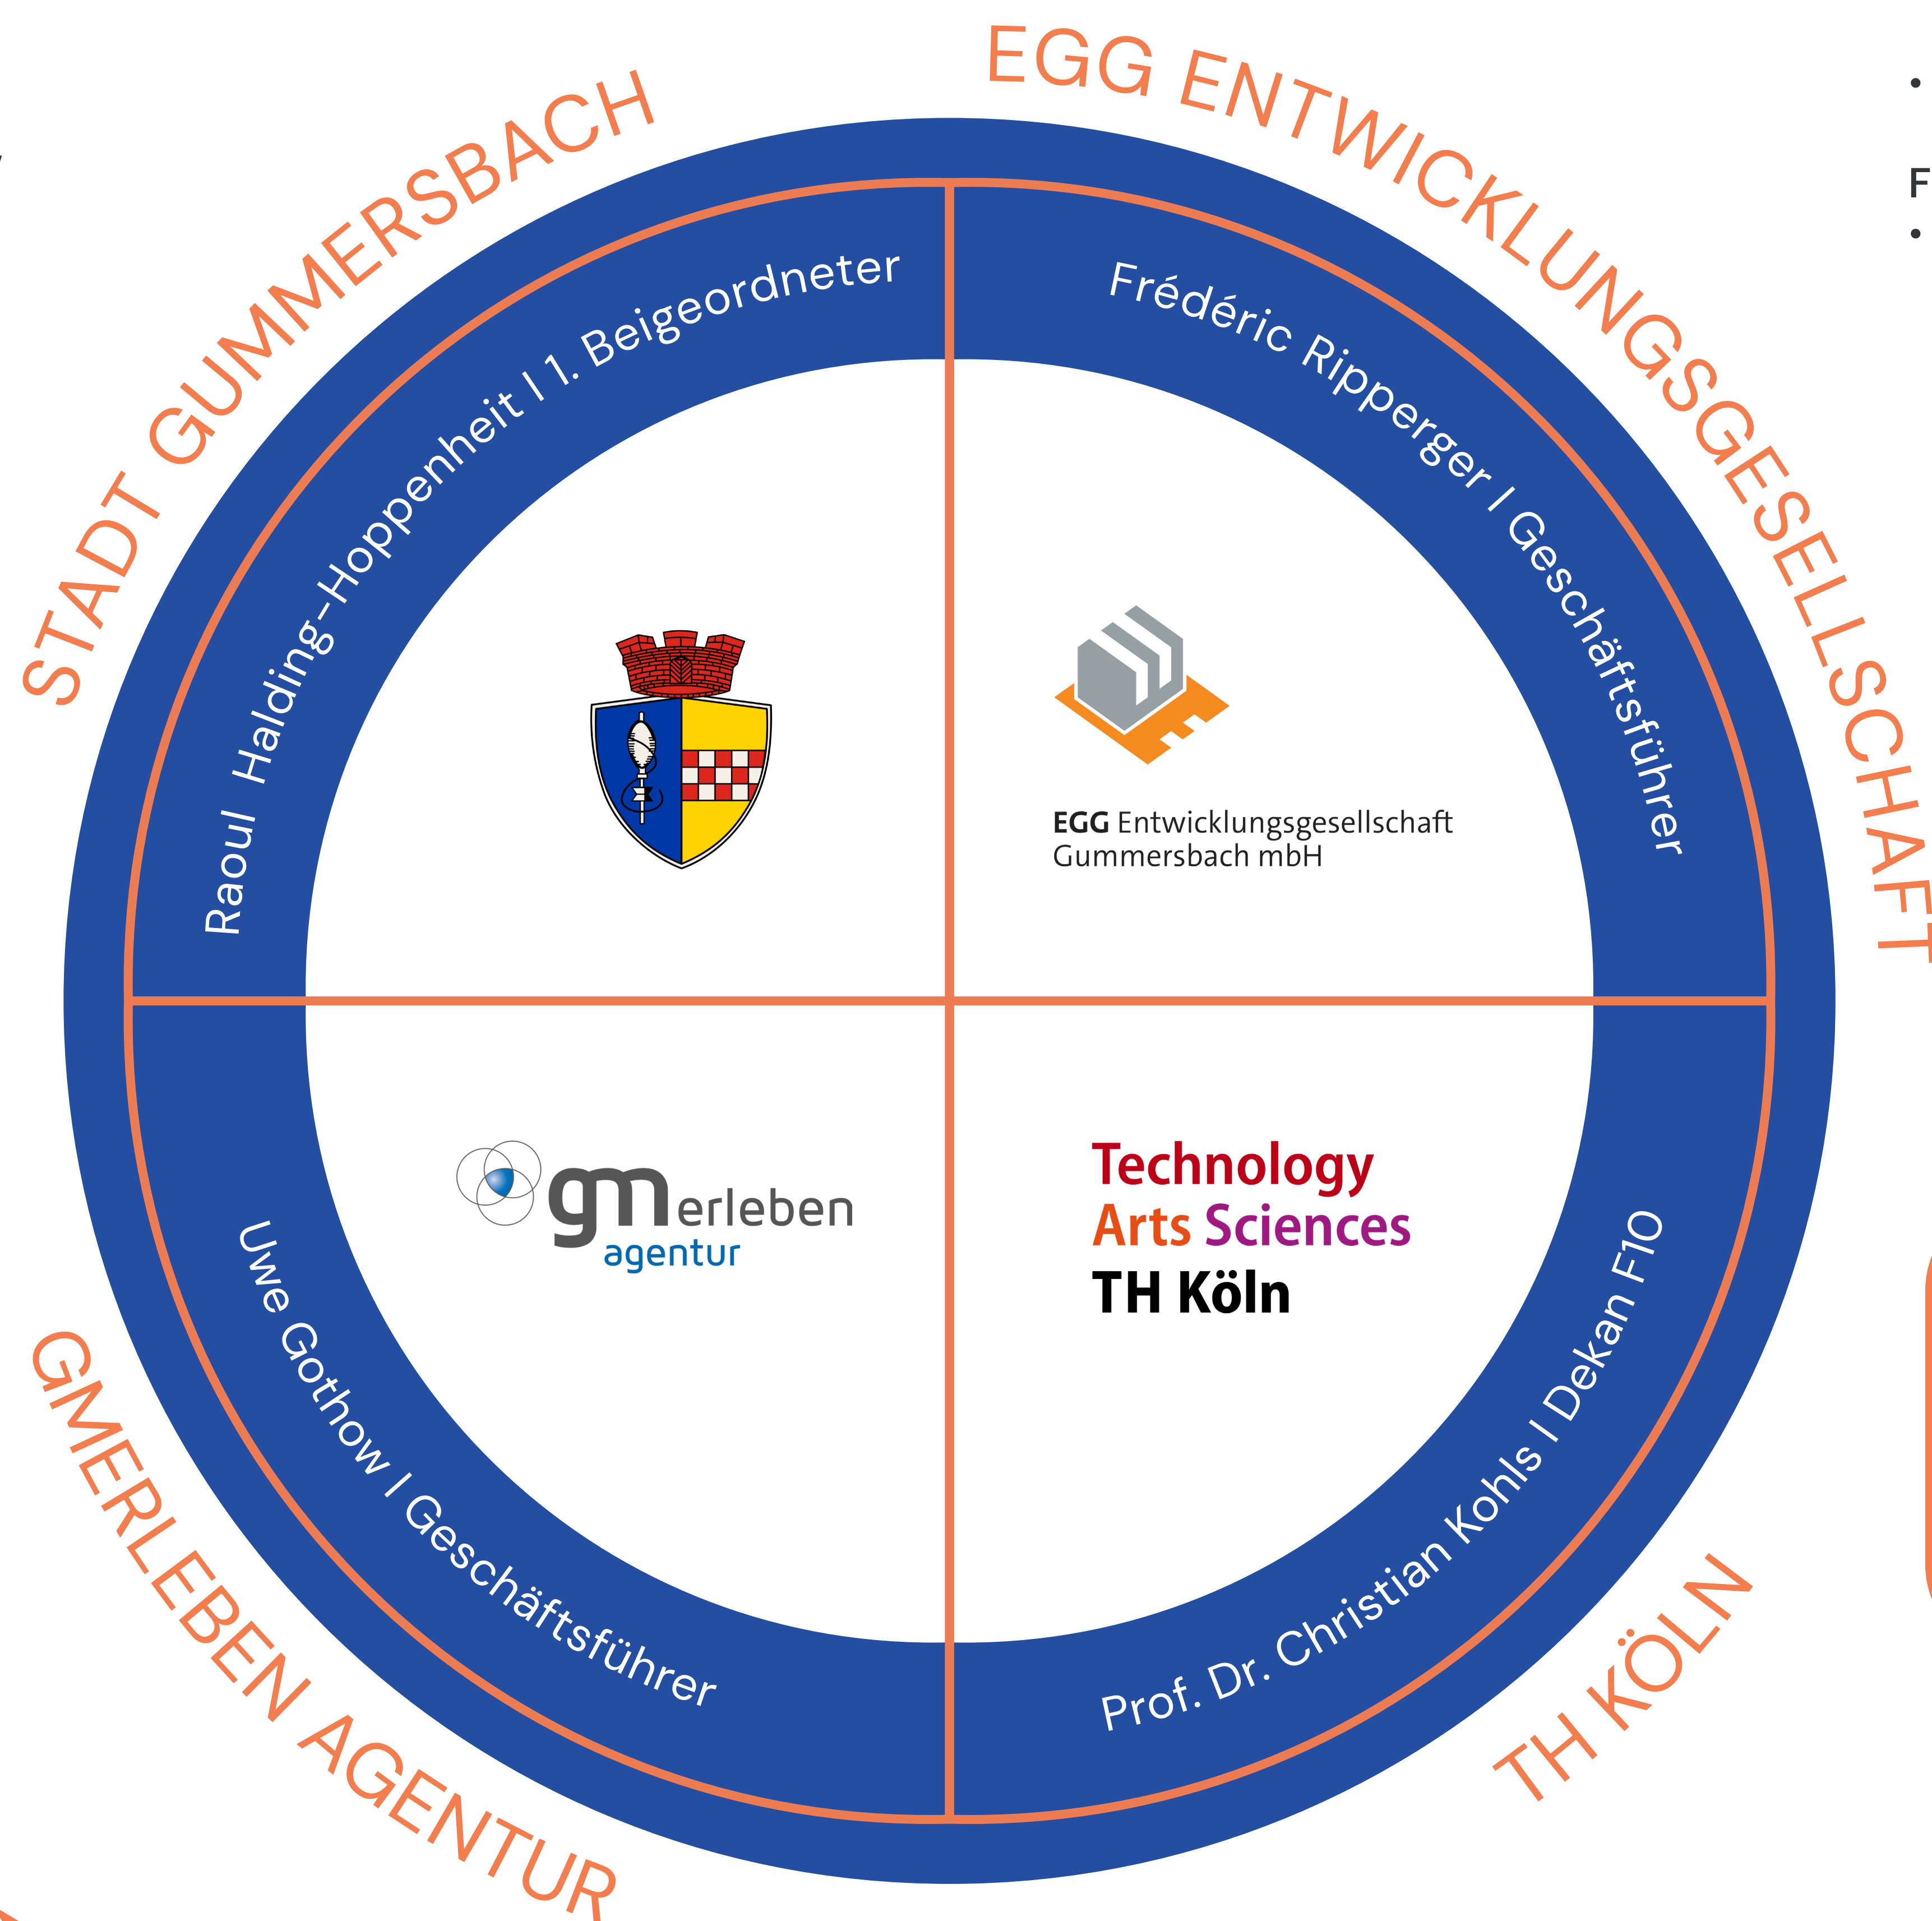 STADT GUMMERSBACH
EGG ENTWICKLUNGSGESELLSCHAFT
Raoul Halding-Hoppenheit I 1. Beigeordneter
Frédéric Ripperger I Geschäftsführer
EGG Entwicklungsgesellschaft
Gummersbach mbH
gmerleben
agentur
Technology
Arts Sciences
TH Köln
Uwe Gothow I Geschäftsführer
Prof. Dr. Christian Kohls I Dekan F10
GMERLEBEN AGENTUR
TH KÖLN
F